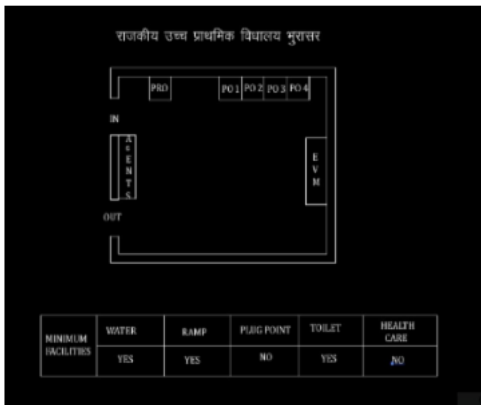 राजकीय उच्च प्राथमिक विधालय भुरासर
PRO
PO 1 PO 2 PO 3 PO 4
IN
AGENTS
EVM
OUT
MINIMUM FACILITIES
WATER RAMP PLUG POINT TOILET HEALTH CARE
YES YES NO YES NO